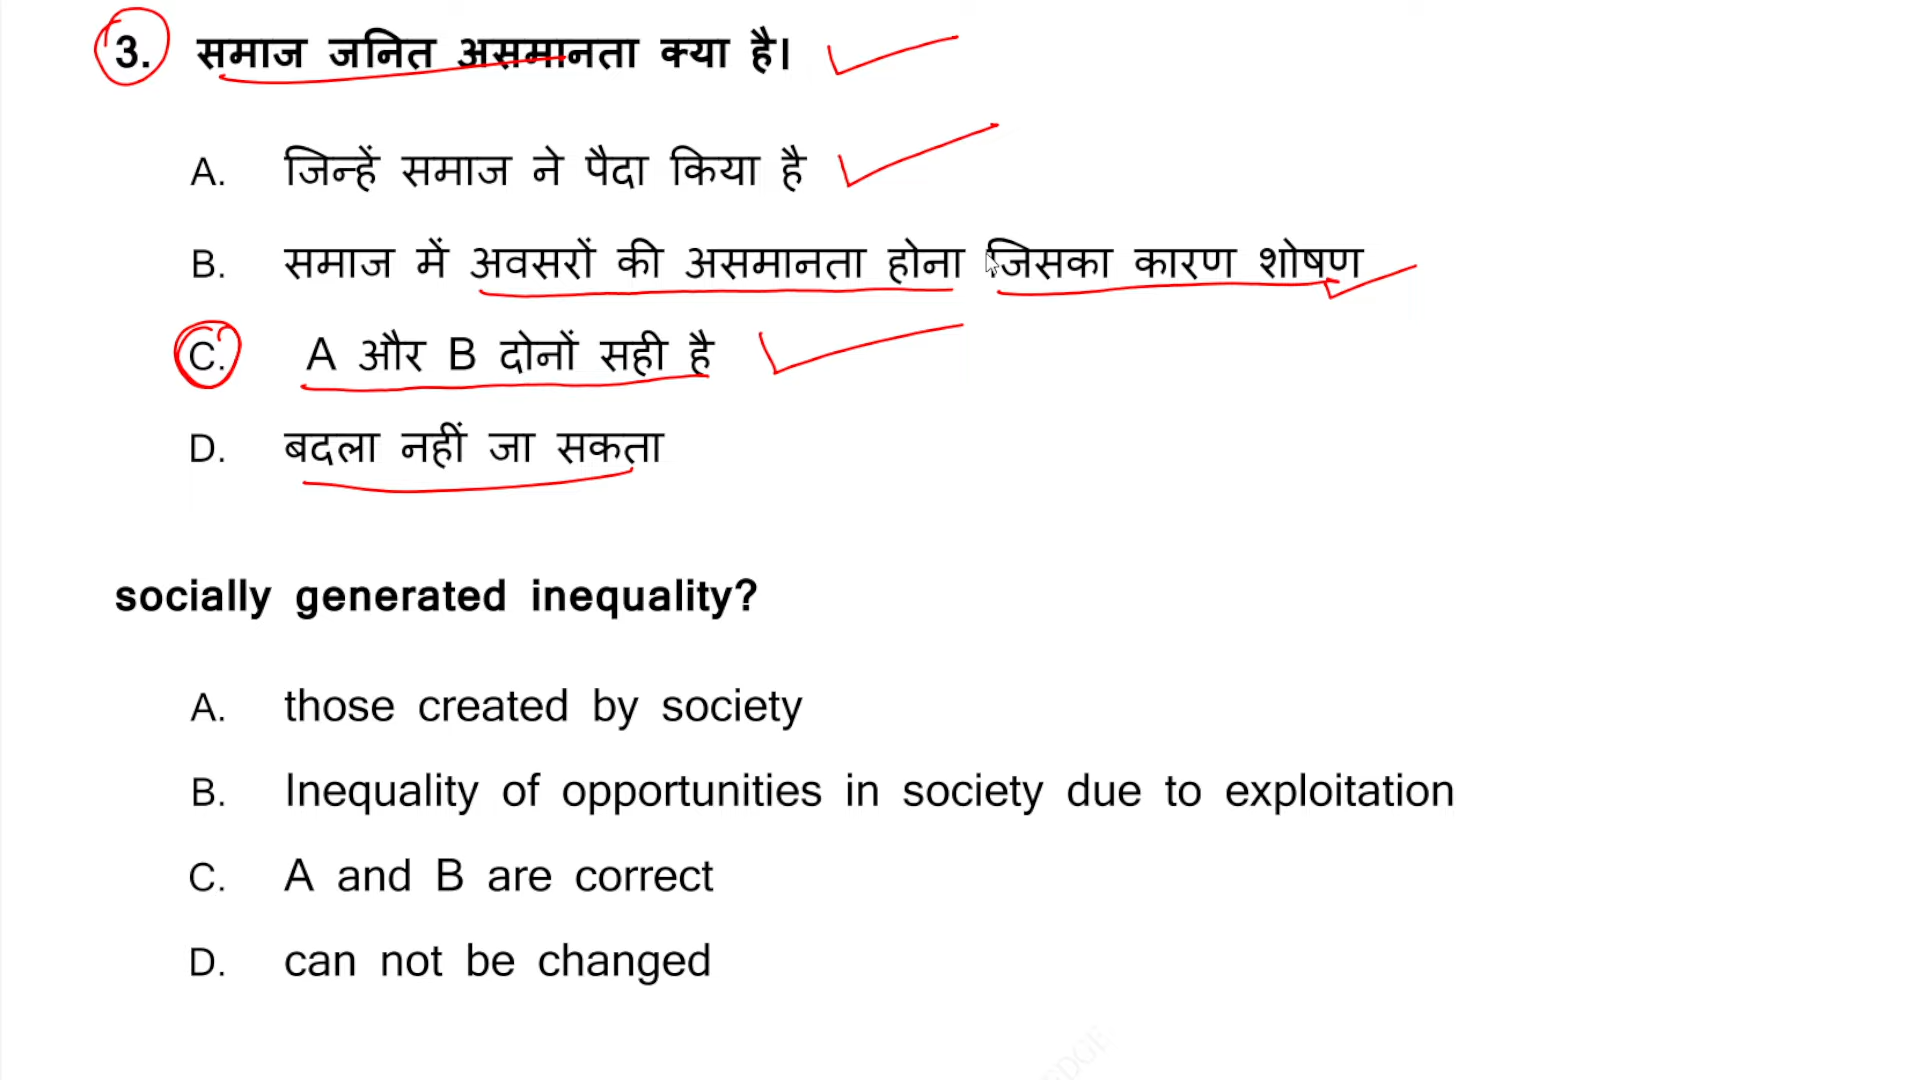 3. समाज जनित असमानता क्या है।
A. जिन्हें समाज ने पैदा किया है
B. समाज में अवसरों की असमानता होना जिसका कारण शोषण
C. A और B दोनों सही है
D. बदला नहीं जा सकता
socially generated inequality?
A. those created by society
B. Inequality of opportunities in society due to exploitation
C. A and B are correct
D. can not be changed